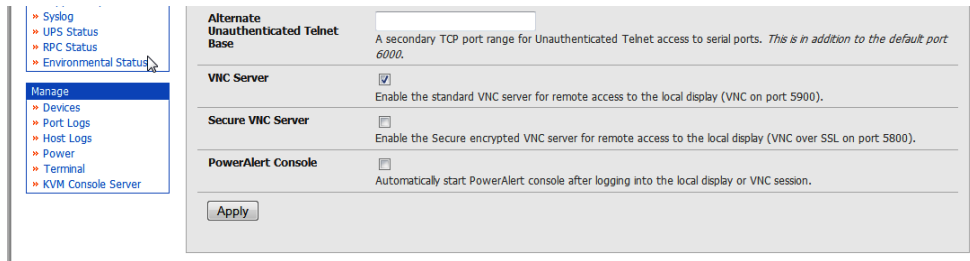 » Syslog
» UPS Status
» RPC Status
» Environmental Status
Manage
» Devices
» Port Logs
» Host Logs
» Power
» Terminal
» KVM Console Server
Alternate
Unauthenticated Telnet
Base
A secondary TCP port range for Unauthenticated Telnet access to serial ports. This is in addition to the default port
6000.
VNC Server
Enable the standard VNC server for remote access to the local display (VNC on port 5900).
Secure VNC Server
Enable the Secure encrypted VNC server for remote access to the local display (VNC over SSL on port 5800).
PowerAlert Console
Automatically start PowerAlert console after logging into the local display or VNC session.
Apply